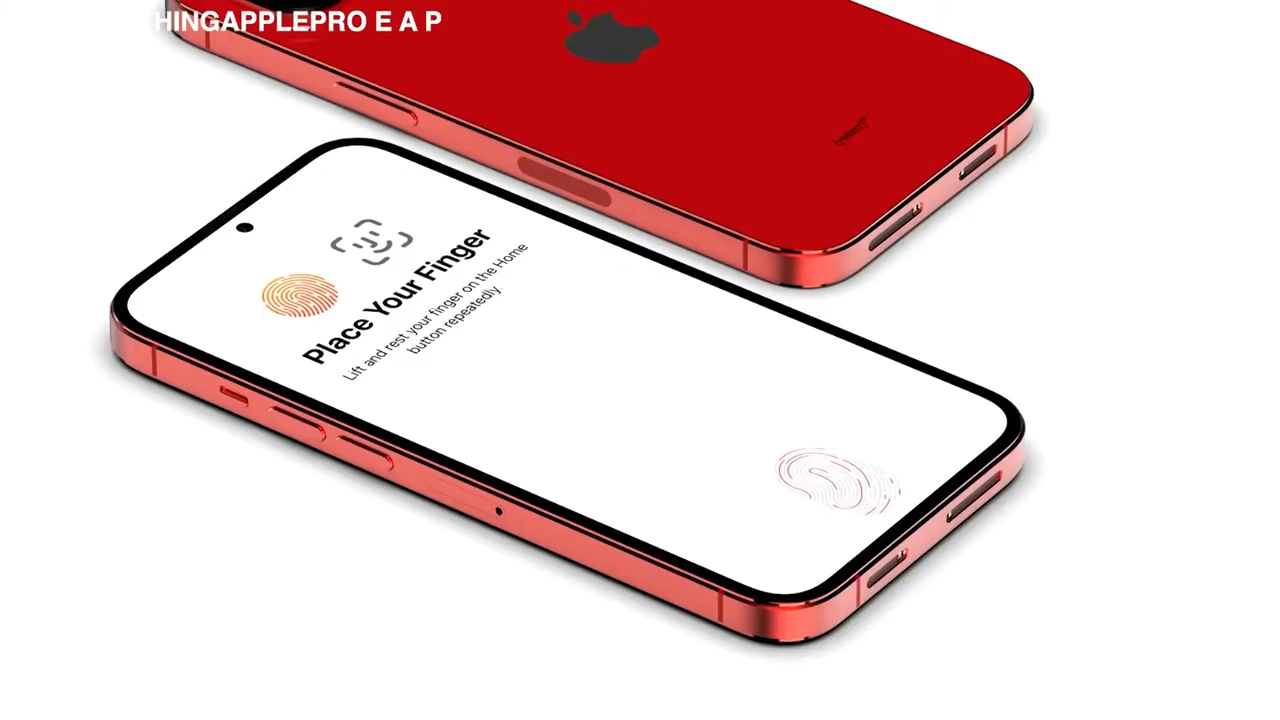 HINGAPPLEPRO E A P
Place Your Finger
Lift and rest your finger on the Home
button repeatedly.